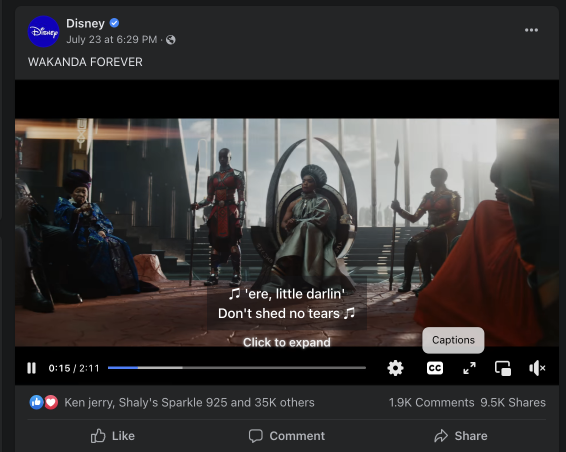 Disney
Disney
July 23 at 6:29 PM ·
WAKANDA FOREVER
♫ 'ere, little darlin'
Don't shed no tears ♫
Click to expand
Captions
0:15 / 2:11
CC
Ken jerry, Shaly's Sparkle 925 and 35K others
1.9K Comments 9.5K Shares
Like
Comment
Share